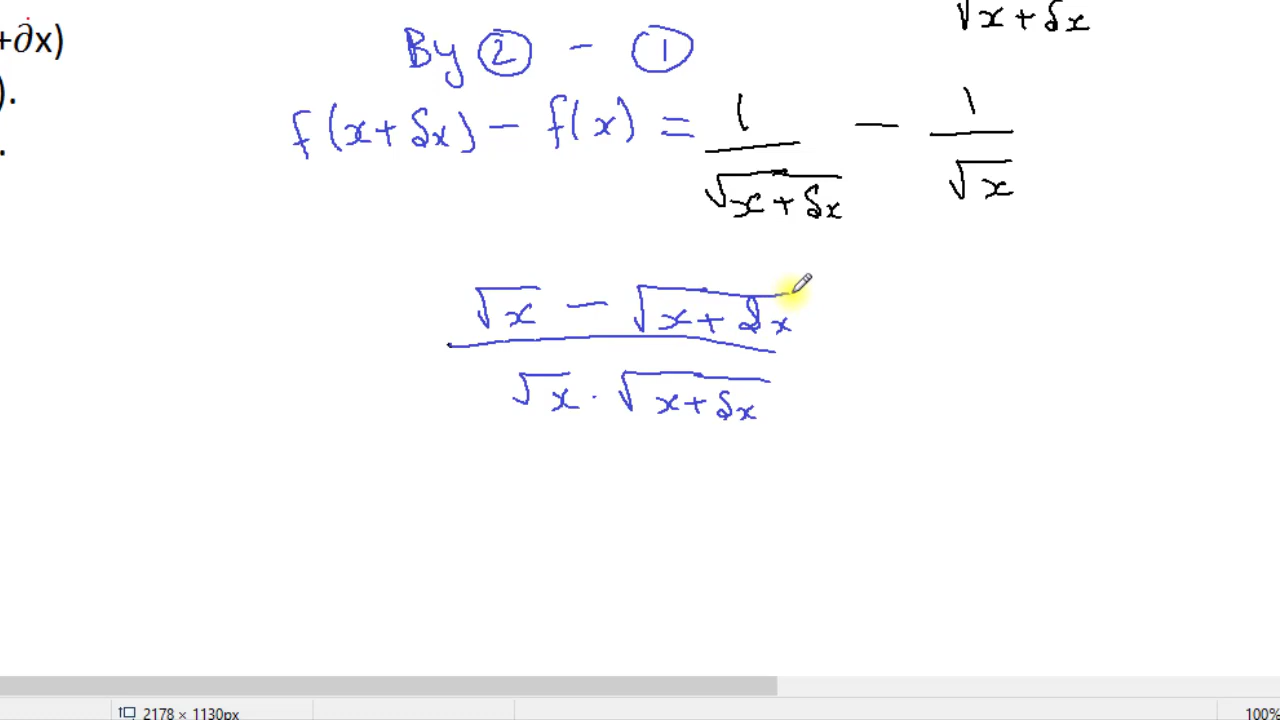 √x + δx
+∂x)
By ② - ①
).
f(x + δx) - f(x) = 1/√x + δx - 1/√x
.
√x - √x + δx
√x . √x + δx
2178 × 1130px 100%